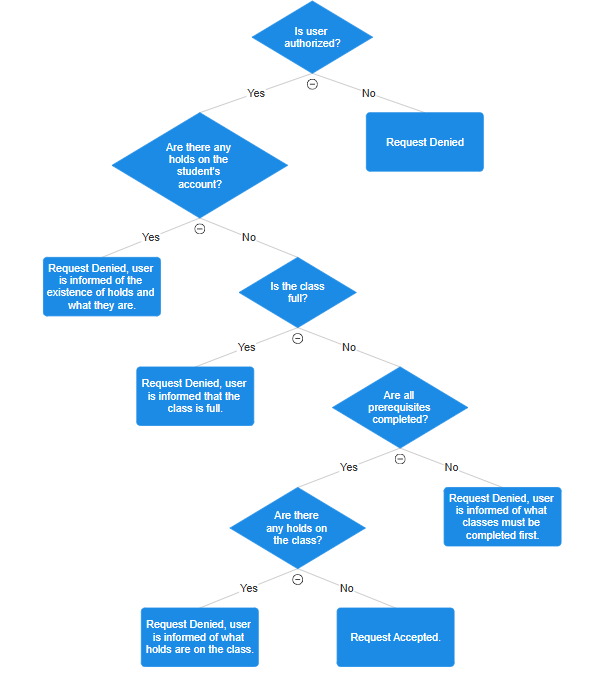 Is user
authorized?
Yes
No
Are there any
holds on the
student's
account?
Request Denied
Yes
No
Request Denied, user
is informed of the
existence of holds and
what they are.
Is the class
full?
Yes
No
Request Denied, user
is informed that the
class is full.
Are all
prerequisites
completed?
Yes
No
Are there
any holds on
the class?
Request Denied, user
is informed of what
classes must be
completed first.
Yes
No
Request Denied, user
is informed of what
holds are on the class.
Request Accepted.